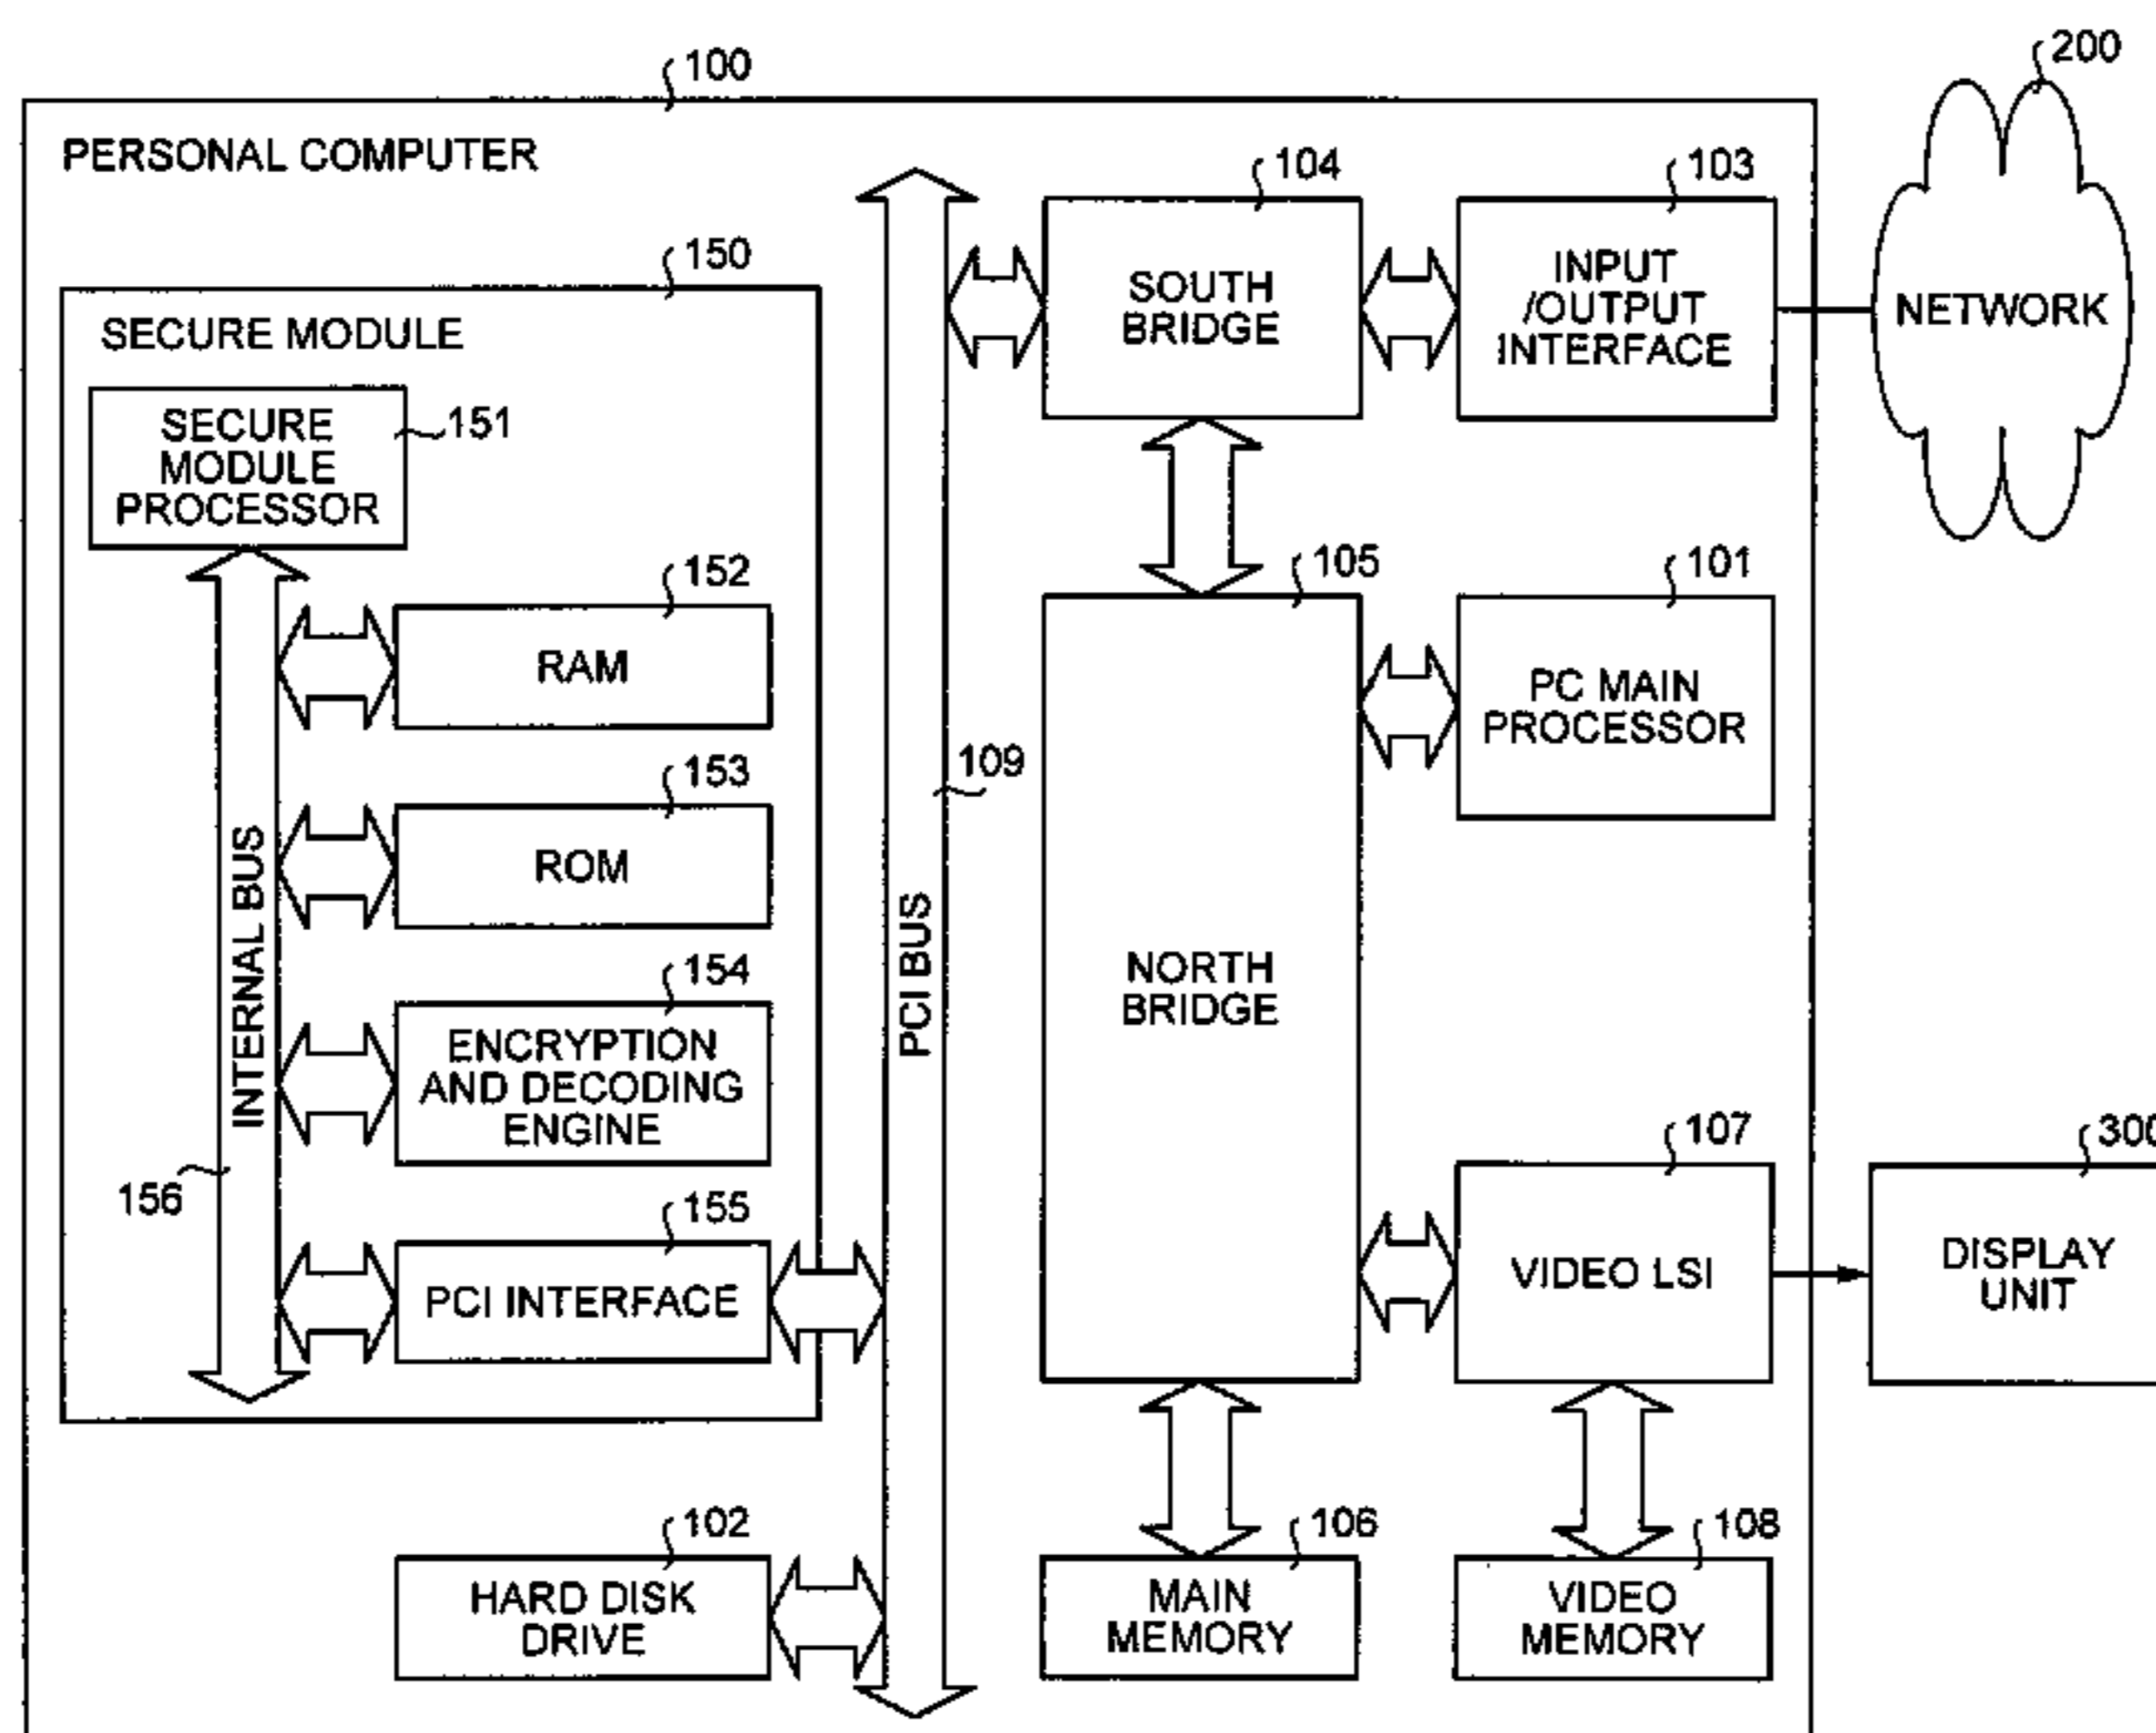 100
200
PERSONAL COMPUTER
104
103
150
SECURE MODULE
SECURE
MODULE
PROCESSOR
151
SOUTH
BRIDGE
INPUT
/OUTPUT
INTERFACE
NETWORK
152
RAM
105
101
PC MAIN
PROCESSOR
153
ROM
109
INTERNAL BUS
PCI BUS
154
ENCRYPTION
AND DECODING
ENGINE
NORTH
BRIDGE
156
155
PCI INTERFACE
107
VIDEO LSI
300
DISPLAY
UNIT
102
HARD DISK
DRIVE
106
MAIN
MEMORY
108
VIDEO
MEMORY